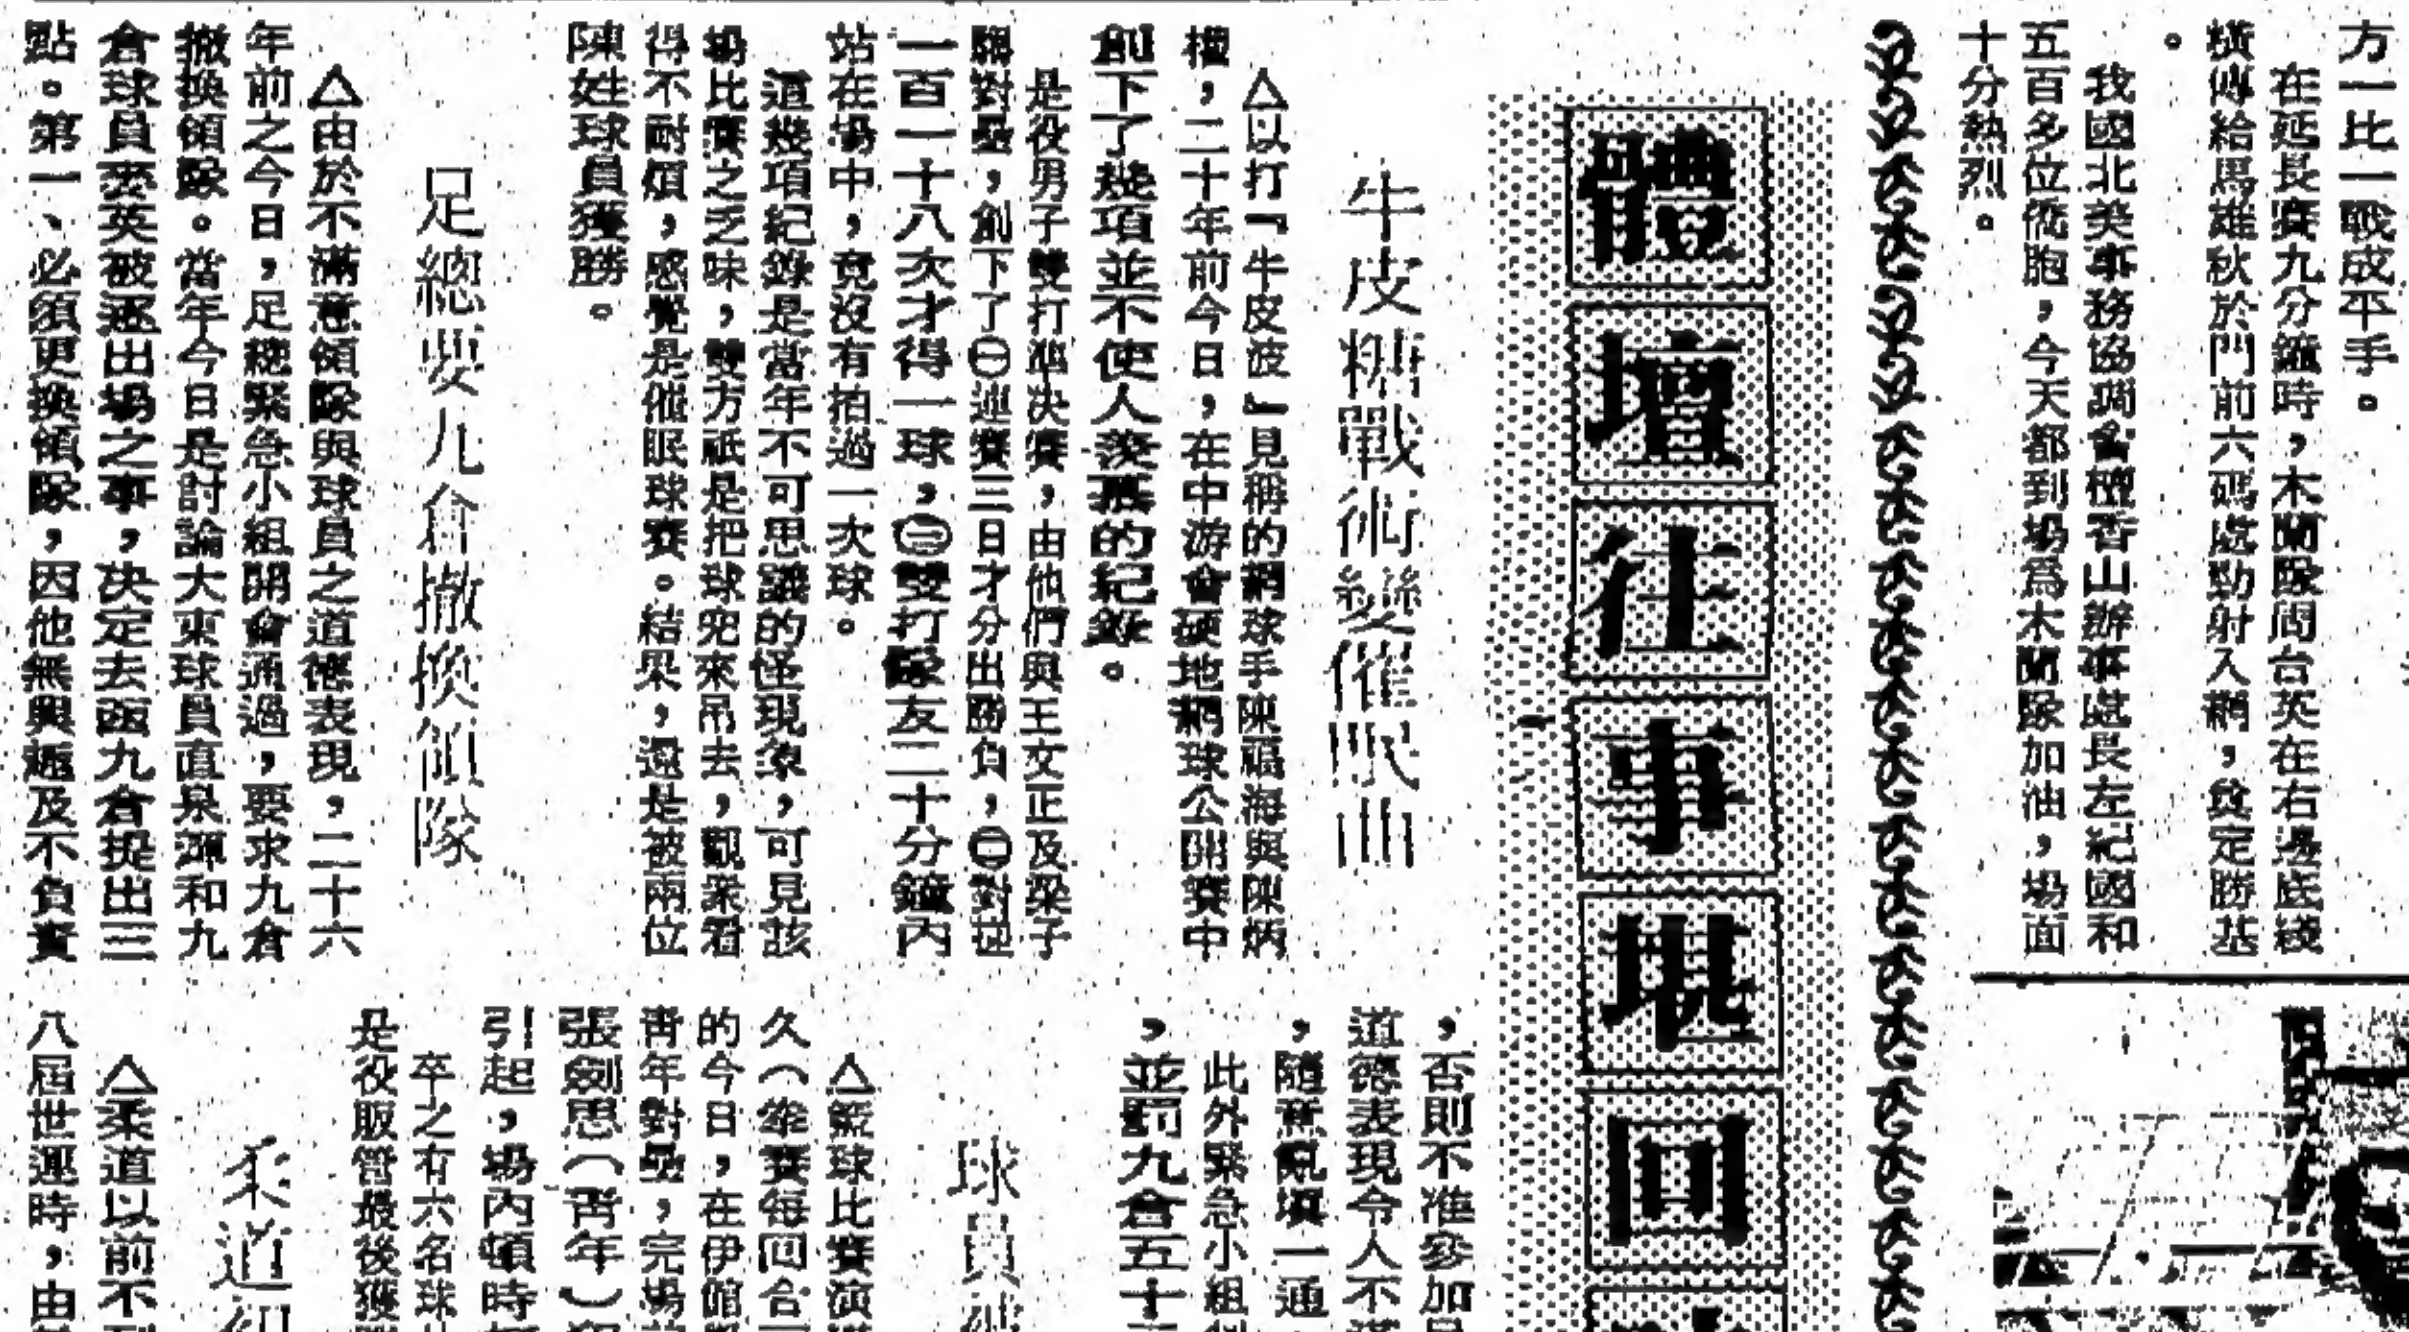 方一比一戰成平手。
在延長賽九分鐘時，木蘭隊周台英在右邊底綫
橫傳給馬雄秋於門前六碼處勁射入網，奠定勝基
。
我國北美事務協調會檀香山辦事處長左紀國和
五百多位僑胞，今天都到場爲木蘭隊加油，場面
十分熱烈。
體壇往事堪回
牛皮糖戰術變催眠曲
△以打『牛皮波』見稱的網球手陳福海與陳炳
權，二十年前今日，在中游會硬地網球公開賽中
創下了幾項並不使人羨慕的紀錄。
是役男子雙打準决賽，由他們與王文正及梁子
騶對壘，創下了㊀連賽三日才分出勝負，㊁對迕
一百一十八次才得一球，㊂雙打隊友二十分鐘內
站在場中，竟沒有拍過一次球。
這幾項紀錄是當年不可思議的怪現象，可見該
場比賽之乏味，雙方祇是把球兜來吊去，觀衆看
得不耐煩，感覺是催眠球賽。結果，還是被兩位
陳姓球員獲勝。
足總要九倉撤換領隊
△由於不滿意領隊與球員之道德表現，二十六
年前之今日，足總緊急小組開會通過，要求九倉
撤換領隊。當年今日是討論大東球員直泉源和九
倉球員麥英被逐出場之事，决定去函九倉提出三
點。第一、必須更換領隊，因他無興趣及不負責
，否則不准參加
道德表現令人不滿
，隨意亂填一通
此外緊急小組
，並罰九倉五十
球員
△籃球比賽演
久（準賽每回合
的今日，在伊館
青年對壘，完場
張劍思（青年）
引起，場內頓時
卒之有六名球
是役販管最後獲
柔道
△柔道以前不
八屆世運時，由